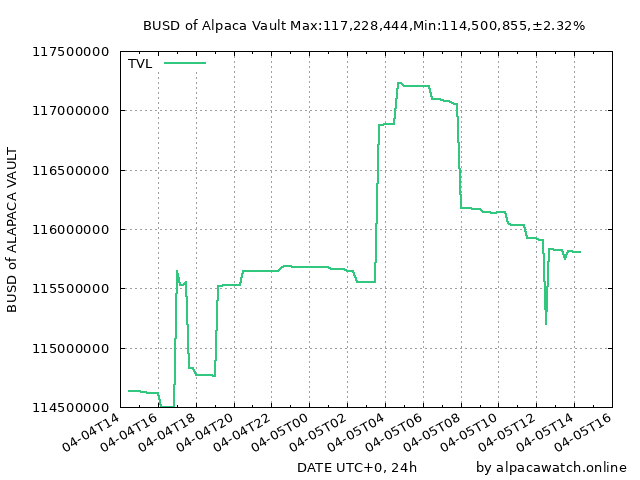 BUSD of Alpaca Vault Max:117,228,444,Min:114,500,855,±2.32%
TVL
117500000
117000000
116500000
116000000
115500000
115000000
114500000
BUSD of ALAPACA VAULT
04-04T14
04-04T16
04-04T18
04-04T20
04-04T22
04-05T00
04-05T02
04-05T04
04-05T06
04-05T08
04-05T10
04-05T12
04-05T14
04-05T16
DATE UTC+0, 24h
by alpacawatch.online